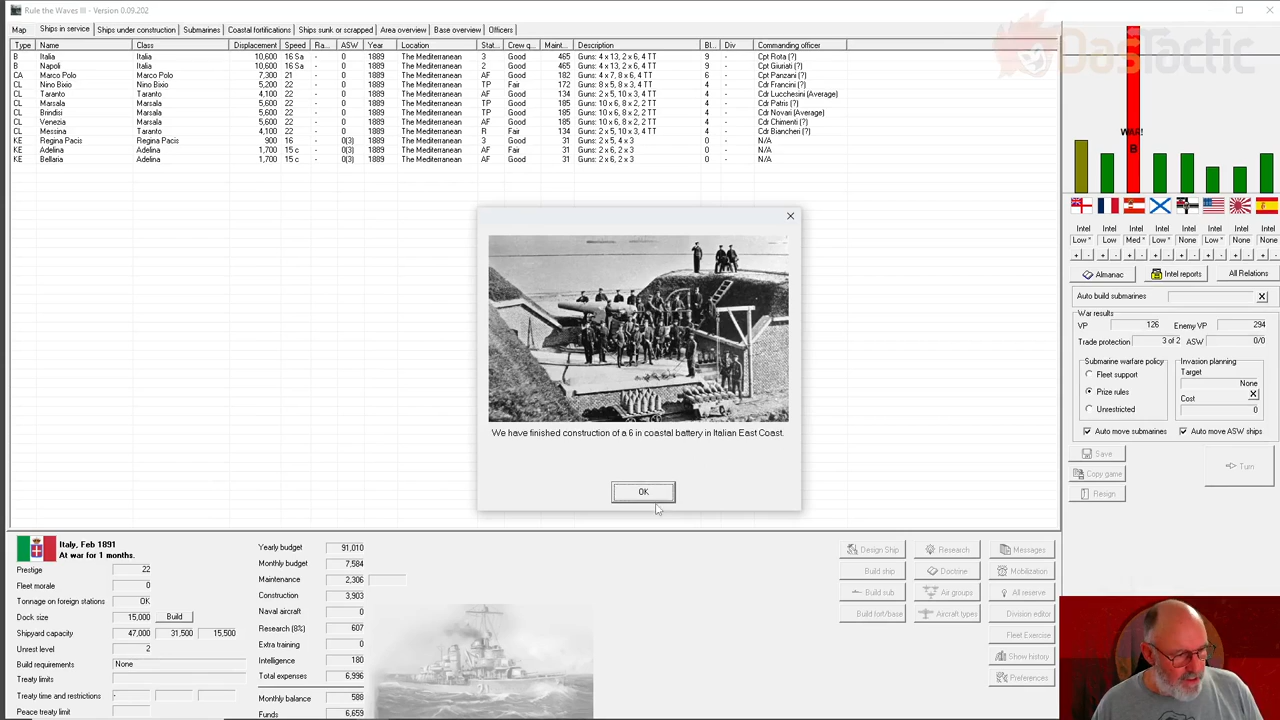 Rule the Waves III - Version 0.09.202
DasTactic
Map Ships in service Ships under construction Submarines Coastal fortifications Ships sunk or scrapped Area overview Base overview Officers
Type Name Class Displacement Speed Ra... ASW Year Location Stat... Crew q... Maint... Description Bl... Div Commanding officer
B Italia Italia 10,600 16 Sa - 0 1889 The Mediterranean 3 Good 465 Guns: 4 x 13, 2 x 6, 4 TT 9 - Cpt Rota (?)
B Napoli Italia 10,600 16 Sa - 0 1889 The Mediterranean 2 Good 465 Guns: 4 x 13, 2 x 6, 4 TT 9 - Cpt Giuriati (?)
CA Marco Polo Marco Polo 7,300 21 - 0 1889 The Mediterranean AF Good 182 Guns: 4 x 7, 8 x 6, 4 TT 6 - Cpt Panzani (?)
CL Nino Bixio Nino Bixio 5,200 22 - 0 1889 The Mediterranean TP Fair 172 Guns: 8 x 5, 8 x 3, 4 TT 4 - Cdr Francini (?)
CL Taranto Taranto 4,100 22 - 0 1889 The Mediterranean AF Good 134 Guns: 2 x 5, 10 x 3, 4 TT 4 - Cdr Lucchesini (Average)
CL Marsala Marsala 5,600 22 - 0 1889 The Mediterranean TP Good 185 Guns: 10 x 6, 8 x 2, 2 TT 4 - Cdr Patris (?)
CL Brindisi Marsala 5,600 22 - 0 1889 The Mediterranean TP Good 185 Guns: 10 x 6, 8 x 2, 2 TT 4 - Cdr Novari (Average)
CL Venezia Marsala 5,600 22 - 0 1889 The Mediterranean AF Good 185 Guns: 10 x 6, 8 x 2, 2 TT 4 - Cdr Chimenti (?)
CL Messina Taranto 4,100 22 - 0 1889 The Mediterranean R Fair 134 Guns: 2 x 5, 10 x 3, 4 TT 4 - Cdr Biancheri (?)
KE Regina Pacis Regina Pacis 900 16 - 0(3) 1889 The Mediterranean 3 Good 31 Guns: 2 x 5, 4 x 3 0 - N/A
KE Adelina Adelina 1,700 15 c - 0(3) 1889 The Mediterranean AF Fair 31 Guns: 2 x 6, 2 x 3 0 - N/A
KE Bellaria Adelina 1,700 15 c - 0(3) 1889 The Mediterranean AF Good 31 Guns: 2 x 6, 2 x 3 0 - N/A
WAR!
B
Intel Intel Intel Intel Intel Intel Intel Intel
Low * Low Med * Low * None Low * None None
+ - + - + - + - + - + - + - + -
Almanac Intel reports All Relations
Auto build submarines X
War results
VP 126 Enemy VP 294
Trade protection 3 of 2 ASW 0/0
Submarine warfare policy Invasion planning
Fleet support Target
None
Prize rules Cost X
Unrestricted 0
Auto move submarines Auto move ASW ships
Save
Copy game
Resign
Turn
We have finished construction of a 6 in coastal battery in Italian East Coast.
OK
Italy, Feb 1891
At war for 1 months.
Prestige 22
Fleet morale 0
Tonnage on foreign stations OK
Dock size 15,000 Build
Shipyard capacity 47,000 31,500 15,500
Unrest level 2
Build requirements None
Treaty limits
Treaty time and restrictions -
Peace treaty limit
Yearly budget 91,010
Monthly budget 7,584
Maintenance 2,306
Construction 3,903
Naval aircraft 0
Research (8%) 607
Extra training 0
Intelligence 180
Total expenses 6,996
Monthly balance 588
Funds 6,659
Design Ship Research Messages
Build ship Doctrine Mobilization
Build sub Air groups All reserve
Build fort/base Aircraft types Division editor
Fleet Exercise
Show history
Preferences